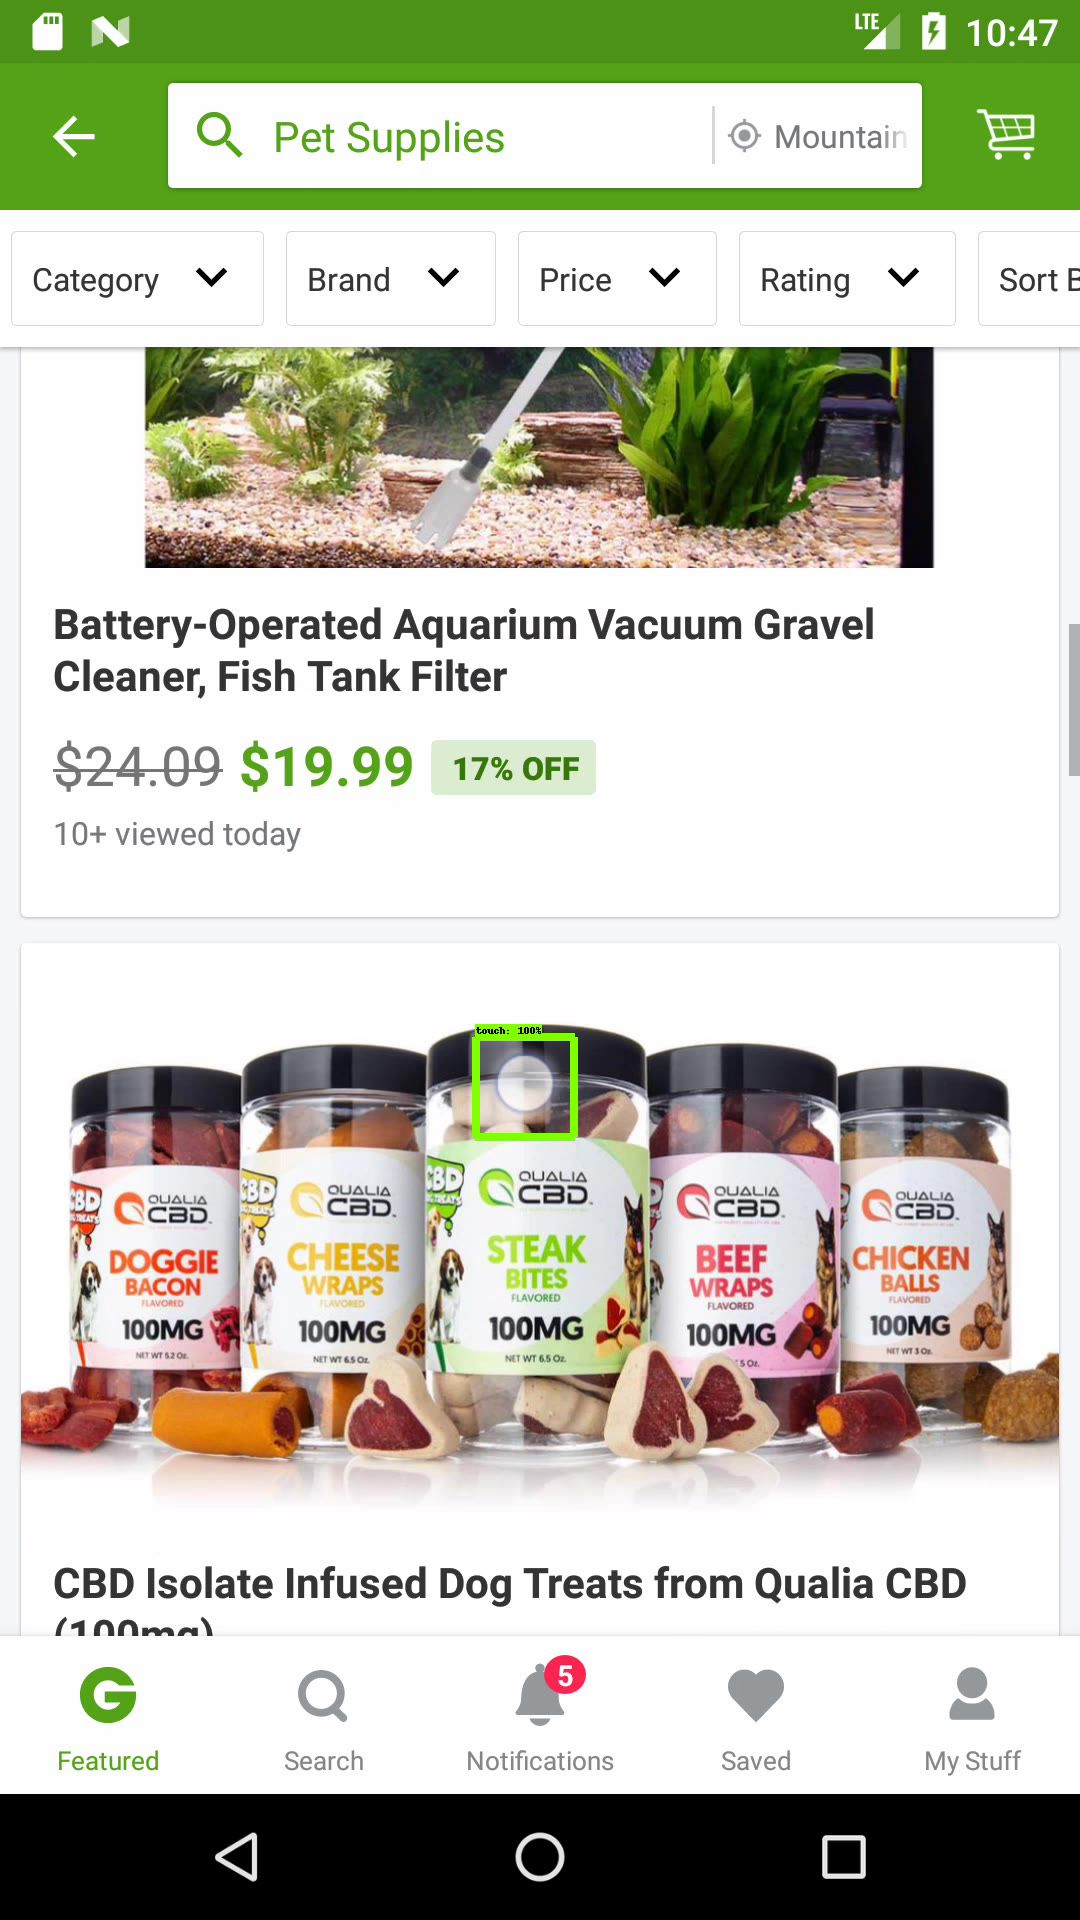 LTE 10:47
Pet Supplies Mountain
Category Brand Price Rating Sort B
Battery-Operated Aquarium Vacuum Gravel
Cleaner, Fish Tank Filter
$24.09 $19.99 17% OFF
10+ viewed today
touch: 100%
QUALIA CBD
DOGGIE
BACON
FLAVORED
100MG
NET WT 5.2 Oz.
CBD
QUALIA CBD
CHEESE
WRAPS
FLAVORED
100MG
NET WT 6.5 Oz.
CBD
QUALIA CBD
STEAK
BITES
FLAVORED
100MG
NET WT 6.5 Oz.
QUALIA CBD
BEEF
WRAPS
FLAVORED
100MG
QUALIA CBD
CHICKEN
BALLS
FLAVORED
100MG
NET WT 3 Oz.
CBD Isolate Infused Dog Treats from Qualia CBD
(100mg)
5
Featured Search Notifications Saved My Stuff